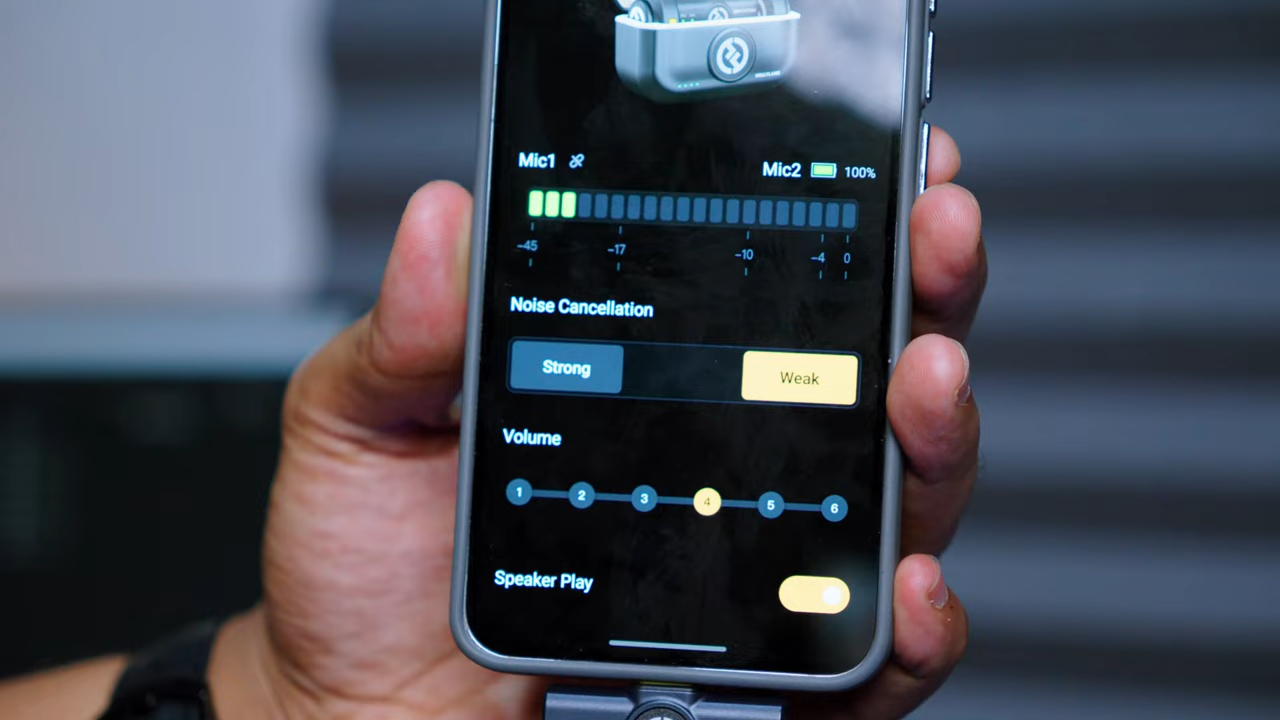 Mic1
Mic2 100%
-45 -17 -10 -4 0
Noise Cancellation
Strong Weak
Volume
1 2 3 4 5 6
Speaker Play